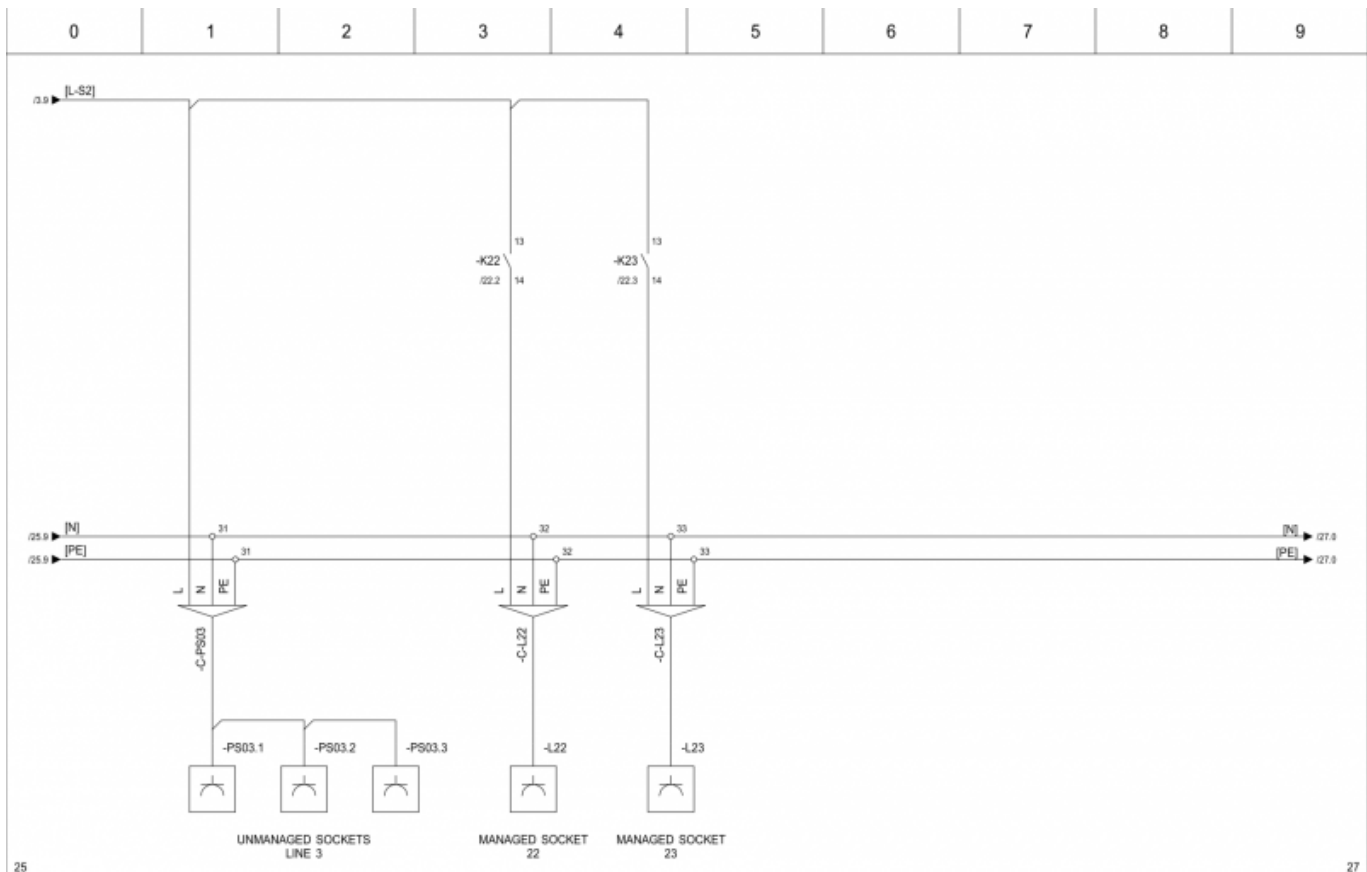 0 1 2 3 4 5 6 7 8 9
/3.9 [L-S2]
13 13
-K22 -K23
/22.2 14 /22.3 14
/25.9 [N] 31 32 33 [N] /27.0
/25.9 [PE] 31 32 33 [PE] /27.0
L N PE L N PE L N PE
-C-PS03 -C-L22 -C-L23
-PS03.1 -PS03.2 -PS03.3 -L22 -L23
UNMANAGED SOCKETS MANAGED SOCKET MANAGED SOCKET
LINE 3 22 23
25 27